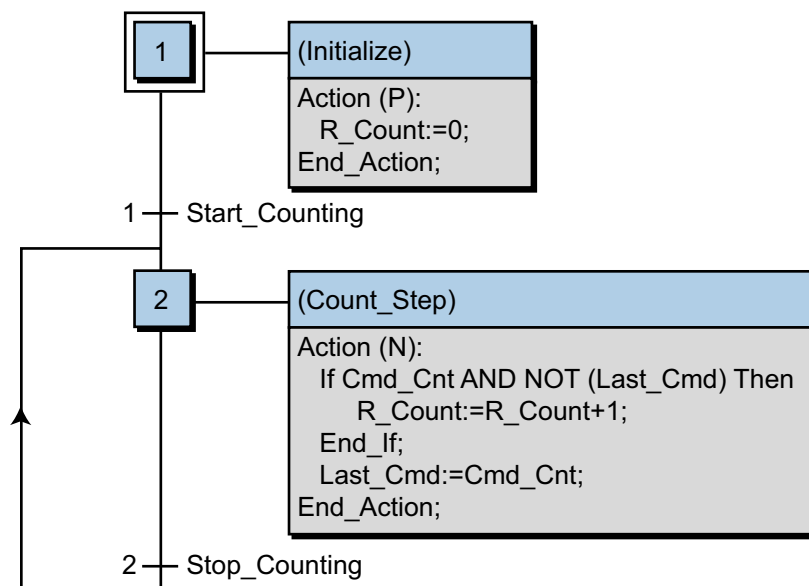 1
(Initialize)
Action (P):
R_Count:=0;
End_Action;
1 Start_Counting
2
(Count_Step)
Action (N):
If Cmd_Cnt AND NOT (Last_Cmd) Then
R_Count:=R_Count+1;
End_If;
Last_Cmd:=Cmd_Cnt;
End_Action;
2 Stop_Counting